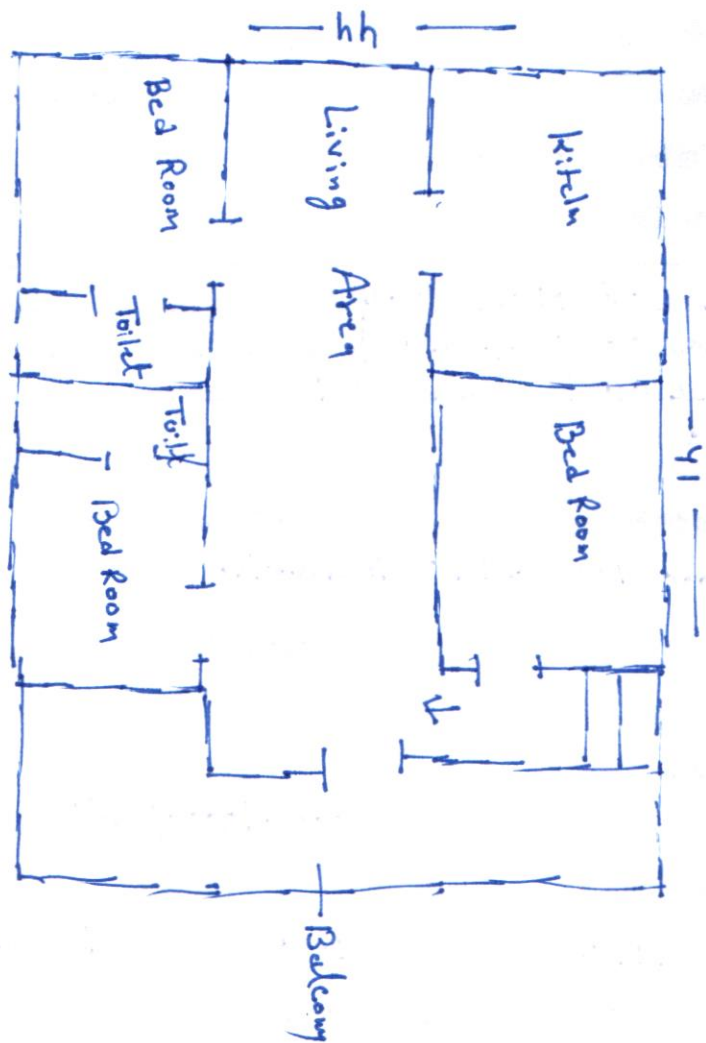 41
Kitchn
Bed Room
44
Living Area
Balcony
Bed Room
Toilet
Toilt
Bed Room